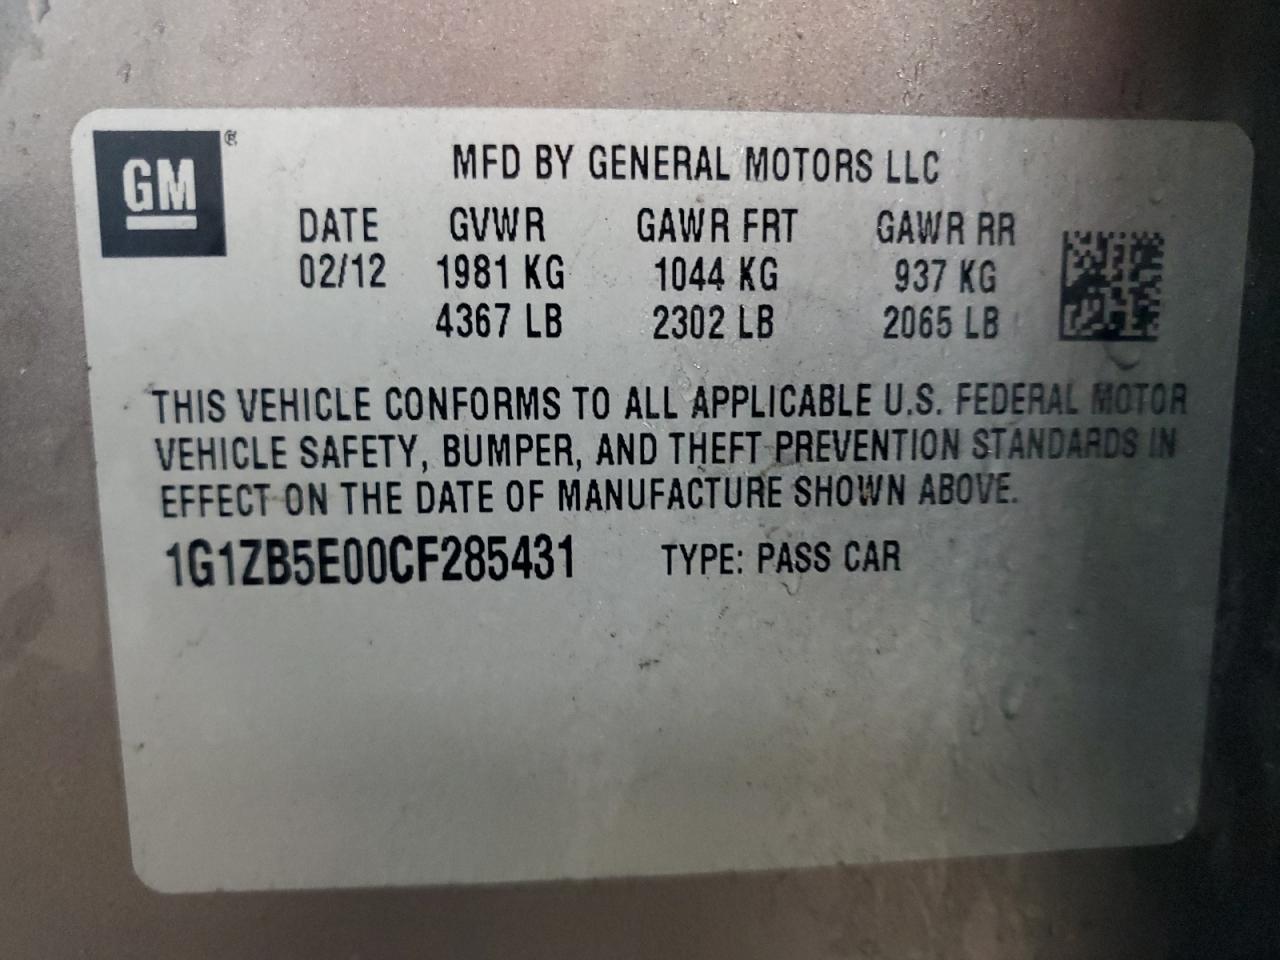 GM®
MFD BY GENERAL MOTORS LLC
DATE GVWR GAWR FRT GAWR RR
02/12 1981 KG 1044 KG 937 KG
4367 LB 2302 LB 2065 LB
THIS VEHICLE CONFORMS TO ALL APPLICABLE U.S. FEDERAL MOTOR
VEHICLE SAFETY, BUMPER, AND THEFT PREVENTION STANDARDS IN
EFFECT ON THE DATE OF MANUFACTURE SHOWN ABOVE.
1G1ZB5E00CF285431 TYPE: PASS CAR